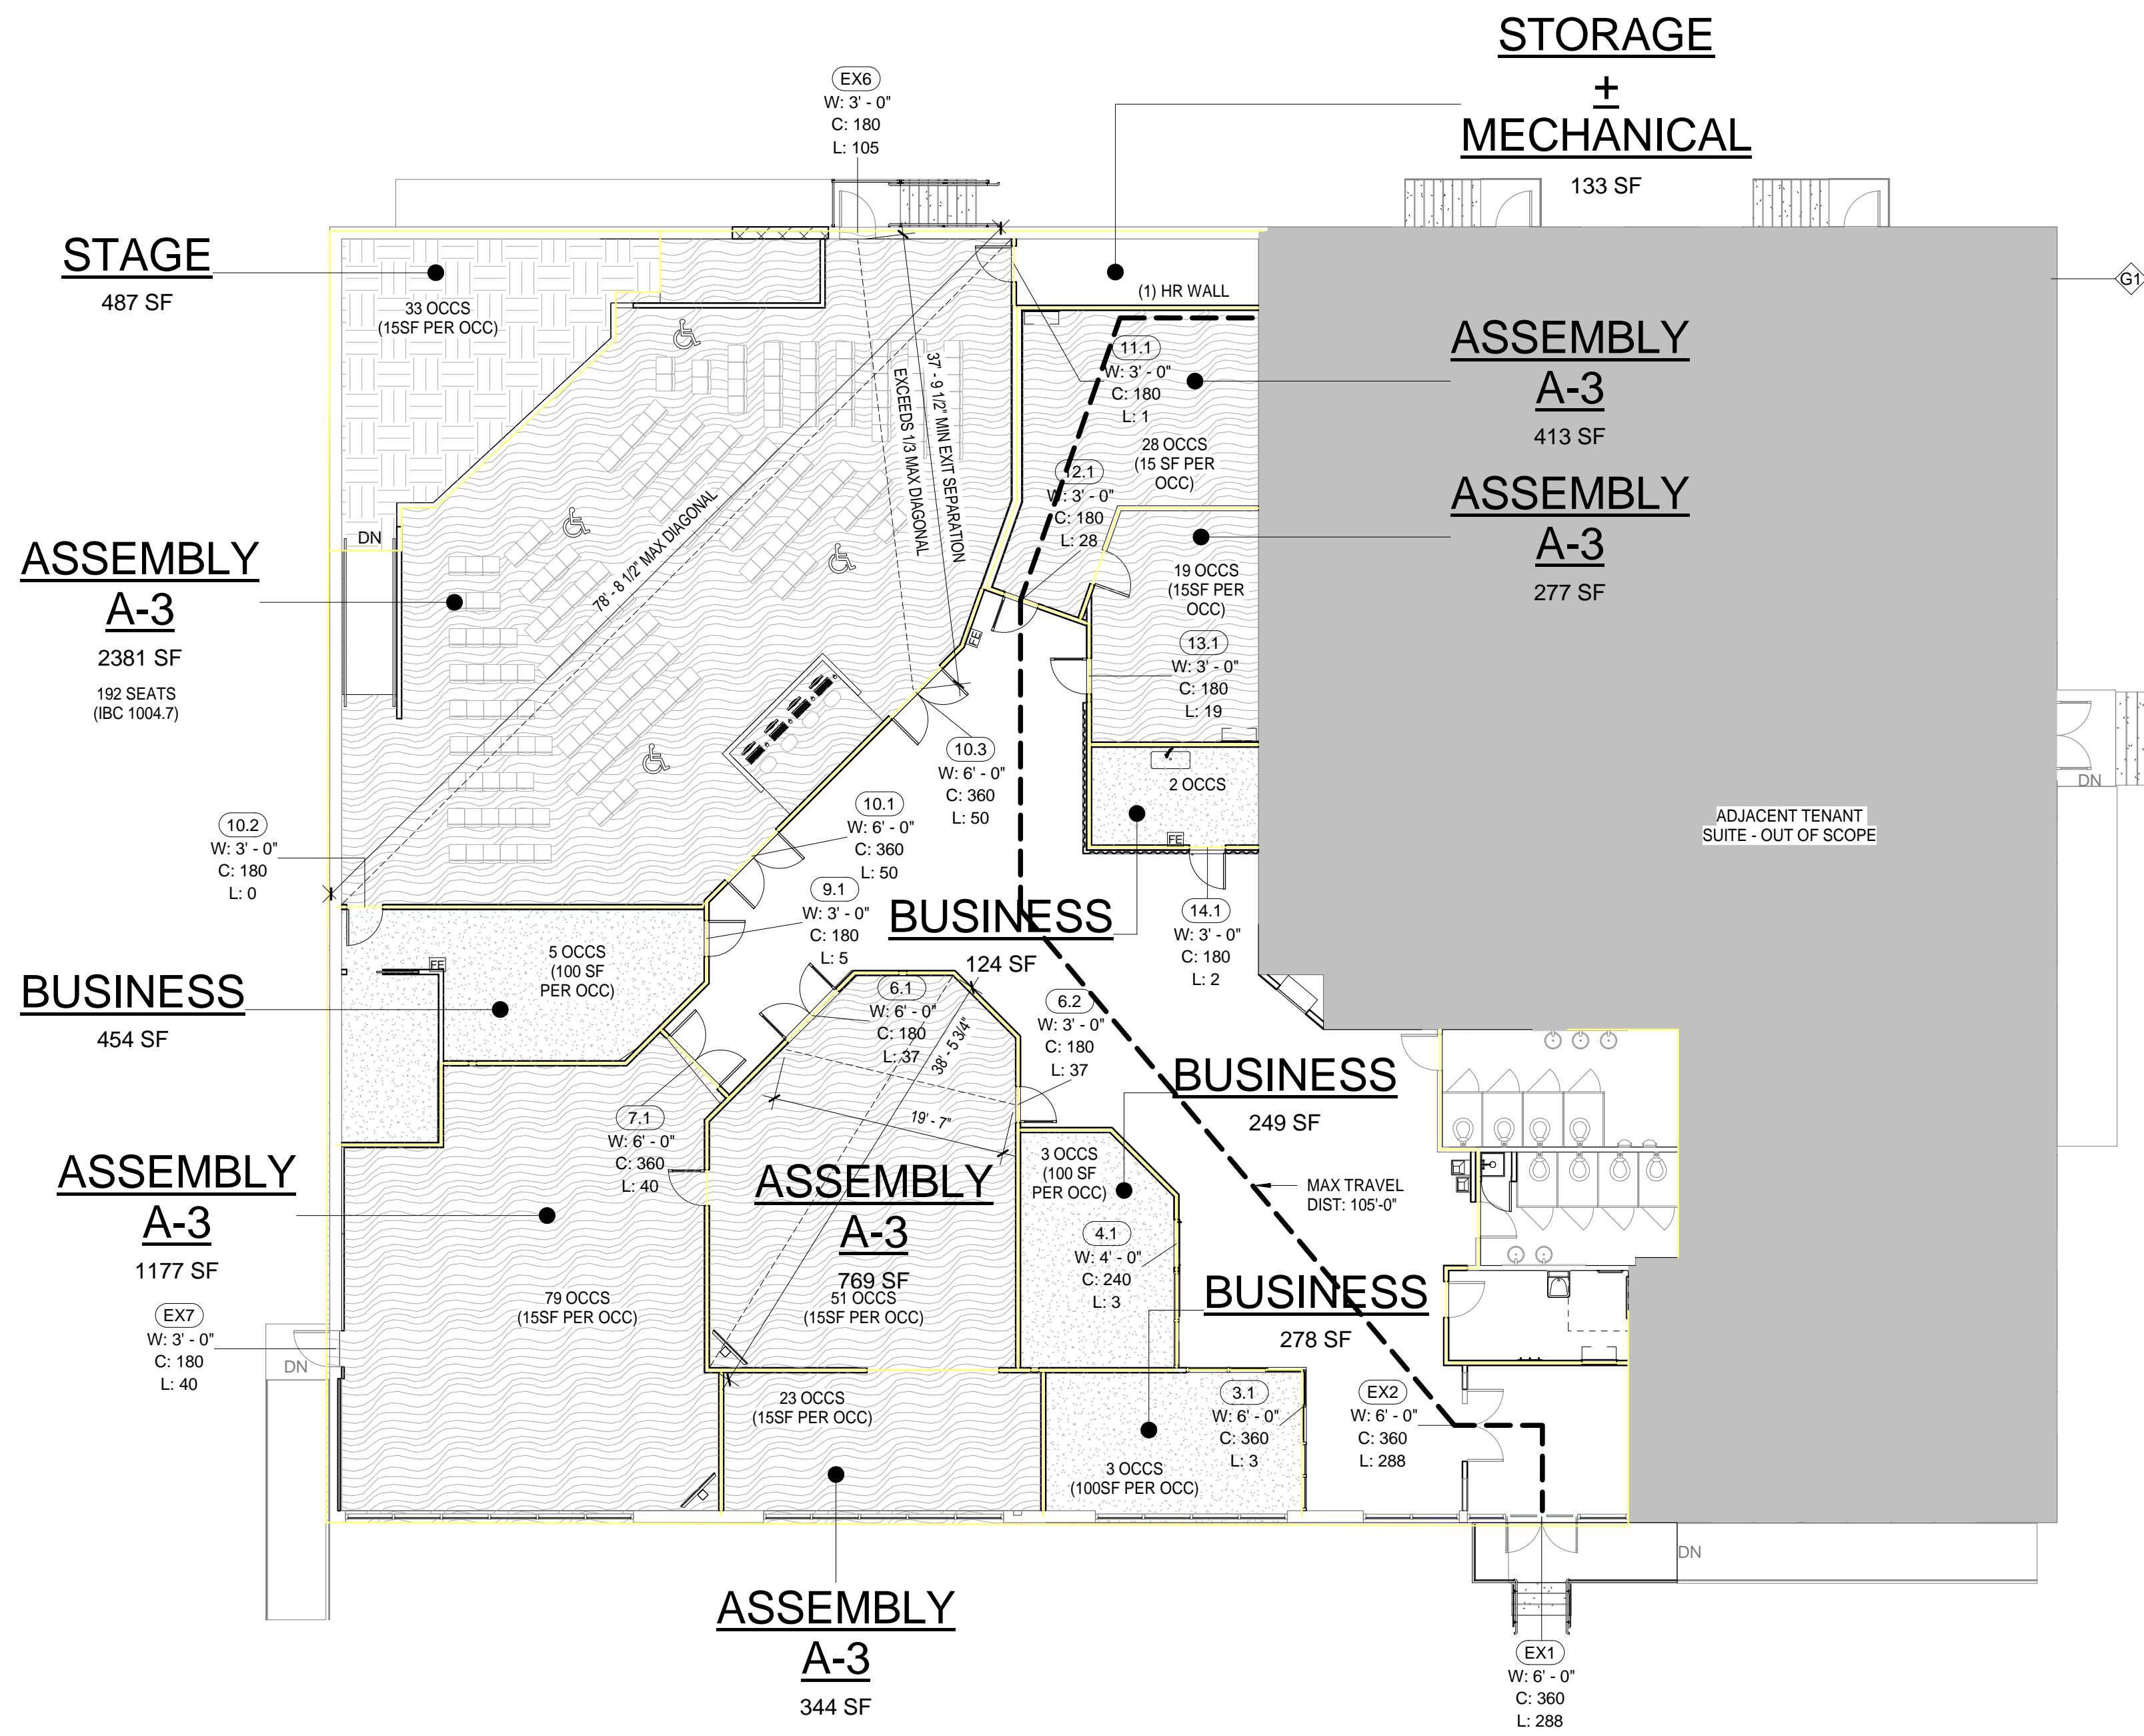 STORAGE
+
MECHANICAL
133 SF
EX6
W: 3' - 0"
C: 180
L: 105
STAGE
487 SF
33 OCCS
(15SF PER OCC)
(1) HR WALL
G1
ASSEMBLY
A-3
413 SF
11.1
W: 3' - 0"
C: 180
L: 1
28 OCCS
(15 SF PER
OCC)
37' - 9 1/2" MIN EXIT SEPARATION
EXCEEDS 1/3 MAX DIAGONAL
78' - 8 1/2" MAX DIAGONAL
12.1
W: 3' - 0"
C: 180
L: 28
ASSEMBLY
A-3
277 SF
19 OCCS
(15SF PER
OCC)
DN
ASSEMBLY
A-3
2381 SF
192 SEATS
(IBC 1004.7)
FE
13.1
W: 3' - 0"
C: 180
L: 19
10.3
W: 6' - 0"
C: 360
L: 50
2 OCCS
FE
DN
ADJACENT TENANT
SUITE - OUT OF SCOPE
10.2
W: 3' - 0"
C: 180
L: 0
10.1
W: 6' - 0"
C: 360
L: 50
9.1
W: 3' - 0"
C: 180
L: 5
BUSINESS
124 SF
14.1
W: 3' - 0"
C: 180
L: 2
5 OCCS
(100 SF
PER OCC)
FE
BUSINESS
454 SF
6.1
W: 6' - 0"
C: 180
L: 37
38' - 5 3/4"
6.2
W: 3' - 0"
C: 180
L: 37
BUSINESS
249 SF
19' - 7"
7.1
W: 6' - 0"
C: 360
L: 40
3 OCCS
(100 SF
PER OCC)
ASSEMBLY
A-3
1177 SF
ASSEMBLY
A-3
769 SF
51 OCCS
(15SF PER OCC)
MAX TRAVEL
DIST: 105'-0"
4.1
W: 4' - 0"
C: 240
L: 3
BUSINESS
278 SF
79 OCCS
(15SF PER OCC)
EX7
W: 3' - 0"
C: 180
L: 40
DN
23 OCCS
(15SF PER OCC)
3.1
W: 6' - 0"
C: 360
L: 3
EX2
W: 6' - 0"
C: 360
L: 288
3 OCCS
(100SF PER OCC)
DN
ASSEMBLY
A-3
344 SF
EX1
W: 6' - 0"
C: 360
L: 288